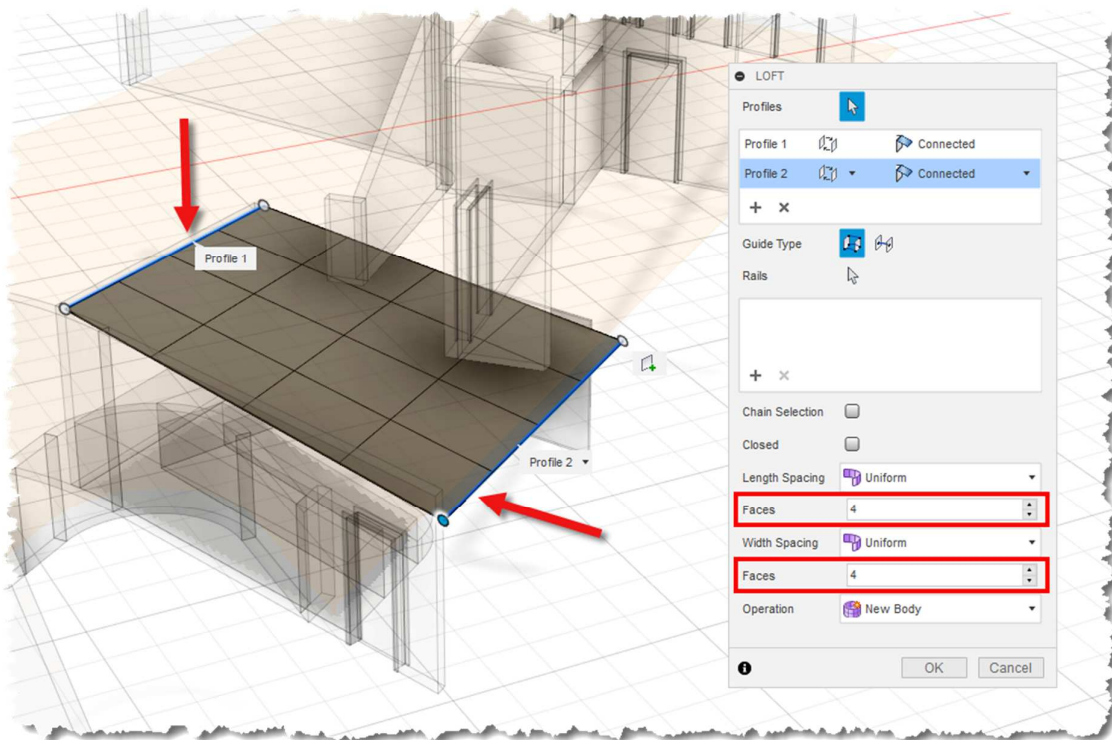 LOFT
Profiles
Profile 1 Connected
Profile 2 Connected
Guide Type
Rails
Chain Selection
Closed
Length Spacing Uniform
Faces 4
Width Spacing Uniform
Faces 4
Operation New Body
OK Cancel
Profile 1
Profile 2